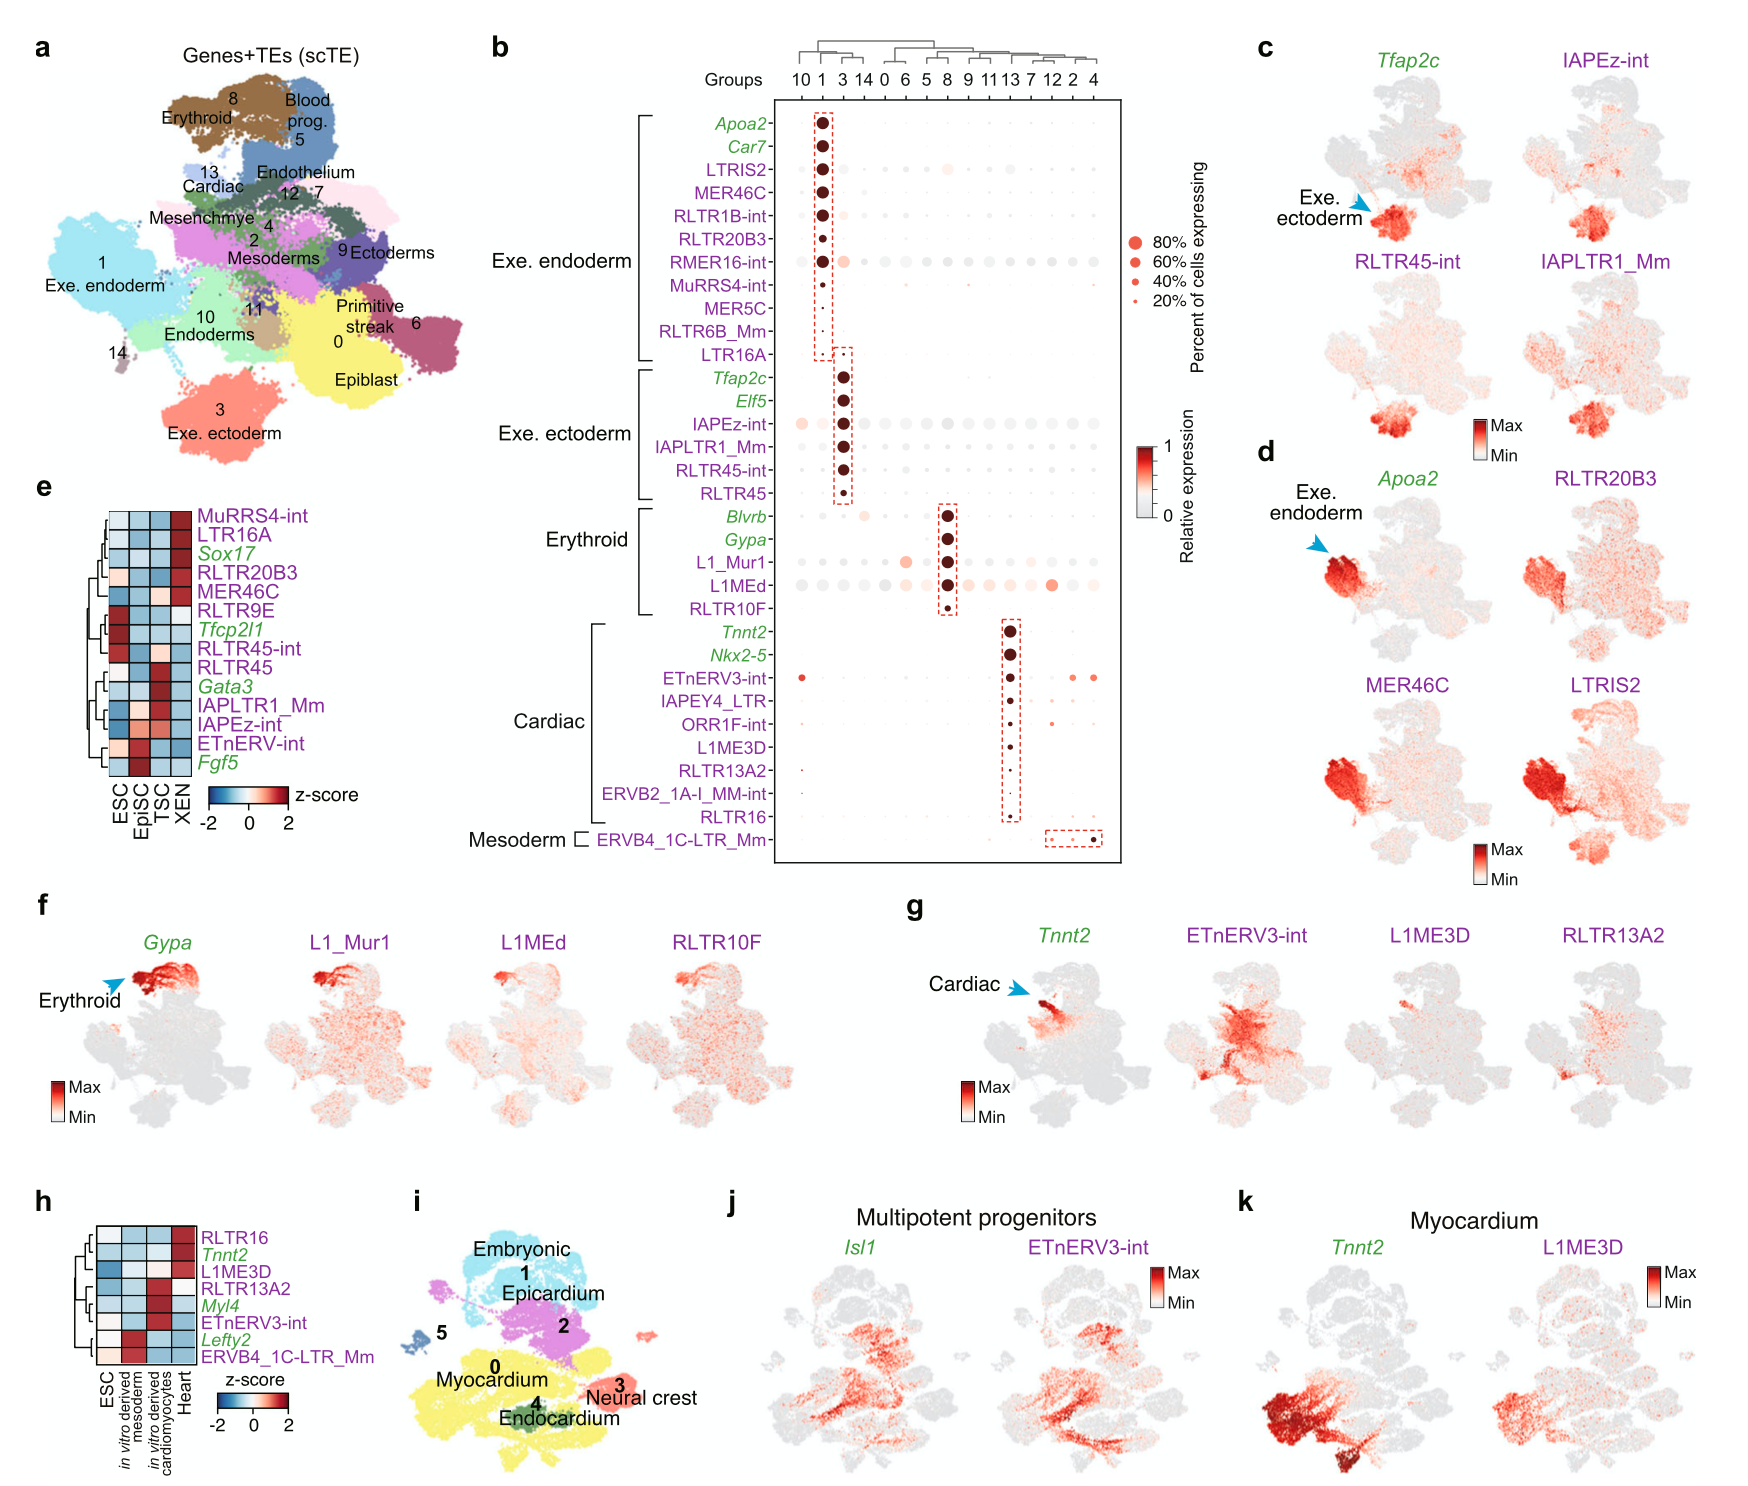 a
Genes+TEs (scTE)
8
Erythroid
Blood
prog.
5
13
Cardiac
Endothelium
12
7
Mesenchmye
4
2
Mesoderms
9
Ectoderms
1
Exe. endoderm
11
Primitive
streak
6
10
Endoderms
0
14
Epiblast
3
Exe. ectoderm
b
Groups
10 1 3 14 0 6 5 8 9 11 13 7 12 2 4
Exe. endoderm
Apoa2
Car7
LTRIS2
MER46C
RLTR1B-int
RLTR20B3
RMER16-int
MuRRS4-int
MER5C
RLTR6B_Mm
LTR16A
Exe. ectoderm
Tfap2c
Elf5
IAPEz-int
IAPLTR1_Mm
RLTR45-int
RLTR45
Erythroid
Blvrb
Gypa
L1_Mur1
L1MEd
RLTR10F
Cardiac
Tnnt2
Nkx2-5
ETnERV3-int
IAPEY4_LTR
ORR1F-int
L1ME3D
RLTR13A2
ERVB2_1A-I_MM-int
RLTR16
Mesoderm
ERVB4_1C-LTR_Mm
80%
60%
40%
20%
Percent of cells expressing
1
0
Relative expression
c
Tfap2c
IAPEz-int
Exe.
ectoderm
RLTR45-int
IAPLTR1_Mm
Max
Min
d
Apoa2
RLTR20B3
Exe.
endoderm
MER46C
LTRIS2
Max
Min
e
MuRRS4-int
LTR16A
Sox17
RLTR20B3
MER46C
RLTR9E
Tfcp2l1
RLTR45-int
RLTR45
Gata3
IAPLTR1_Mm
IAPEz-int
ETnERV-int
Fgf5
ESC
EpiSC
TSC
XEN
z-score
-2 0 2
f
Gypa
L1_Mur1
L1MEd
RLTR10F
Erythroid
Max
Min
g
Tnnt2
ETnERV3-int
L1ME3D
RLTR13A2
Cardiac
Max
Min
h
RLTR16
Tnnt2
L1ME3D
RLTR13A2
Myl4
ETnERV3-int
Lefty2
ERVB4_1C-LTR_Mm
ESC
in vitro derived
mesoderm
in vitro derived
cardiomyocytes
Heart
z-score
-2 0 2
i
Embryonic
1
Epicardium
2
5
0
Myocardium
3
Neural crest
4
Endocardium
j
Multipotent progenitors
Isl1
ETnERV3-int
Max
Min
k
Myocardium
Tnnt2
L1ME3D
Max
Min